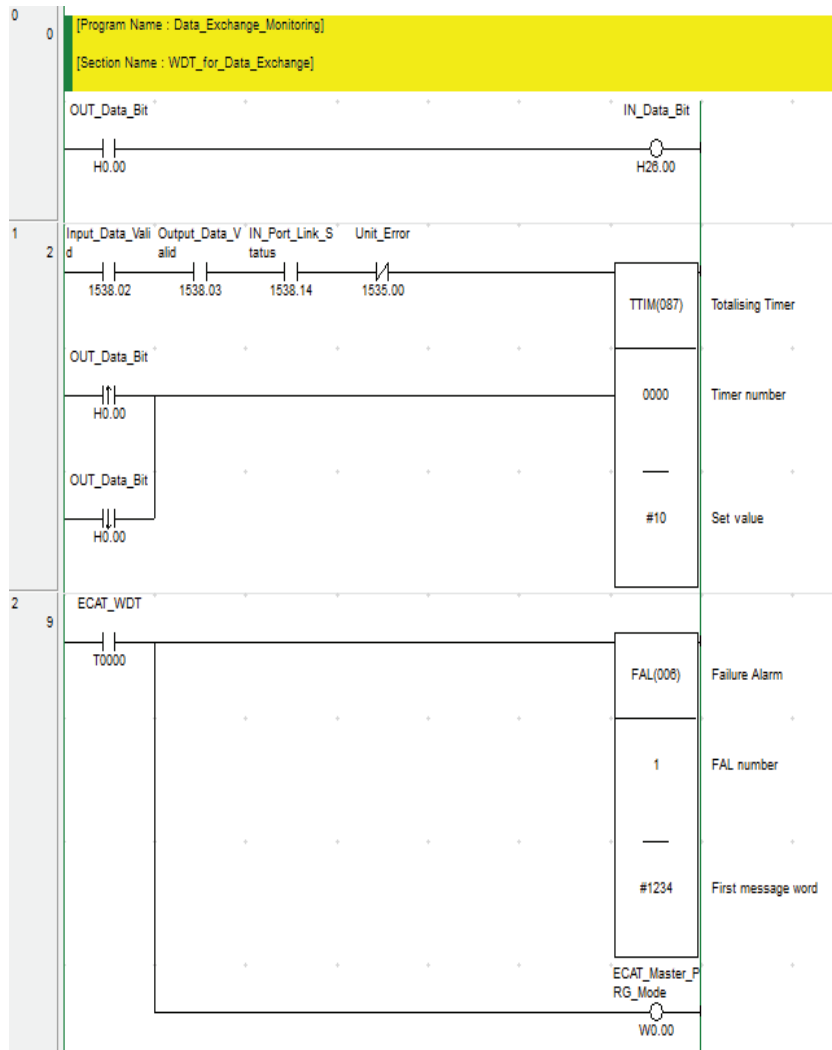 0
0
[Program Name : Data_Exchange_Monitoring]
[Section Name : WDT_for_Data_Exchange]
OUT_Data_Bit
IN_Data_Bit
H0.00
H26.00
1
2
Input_Data_Vali
d
Output_Data_V
alid
IN_Port_Link_S
tatus
Unit_Error
1538.02
1538.03
1538.14
1535.00
TTIM(087)
Totalising Timer
OUT_Data_Bit
H0.00
0000
Timer number
OUT_Data_Bit
H0.00
#10
Set value
2
9
ECAT_WDT
T0000
FAL(006)
Failure Alarm
1
FAL number
#1234
First message word
ECAT_Master_P
RG_Mode
W0.00